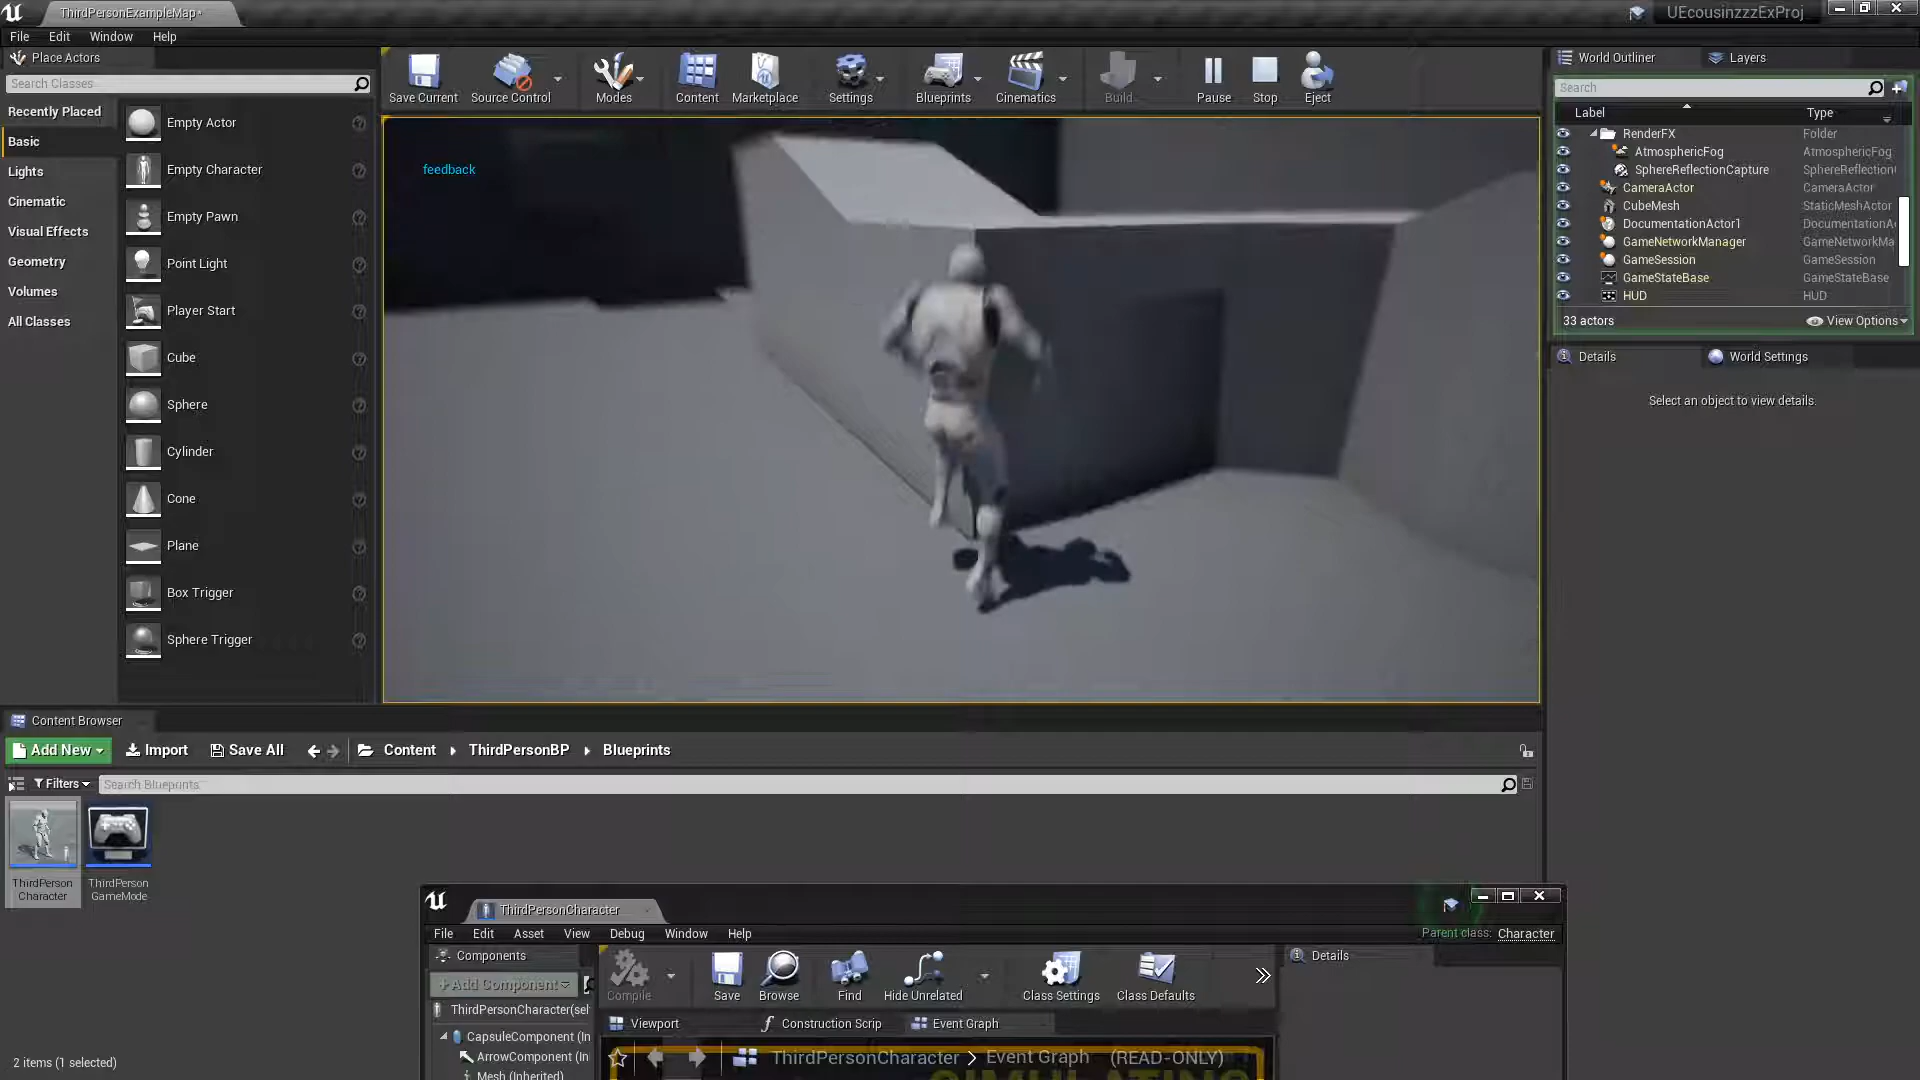 ThirdPersonExampleMap*
UEcousinzzzExProj
File Edit Window Help
Place Actors
Search Classes
Recently Placed
Basic
Lights
Cinematic
Visual Effects
Geometry
Volumes
All Classes
Empty Actor
Empty Character
Empty Pawn
Point Light
Player Start
Cube
Sphere
Cylinder
Cone
Plane
Box Trigger
Sphere Trigger
Save Current Source Control Modes Content Marketplace Settings Blueprints Cinematics Build Pause Stop Eject
feedback
World Outliner Layers
Search
Label Type
RenderFX Folder
AtmosphericFog AtmosphericFog
SphereReflectionCapture SphereReflection
CameraActor CameraActor
CubeMesh StaticMeshActor
DocumentationActor1 DocumentationA
GameNetworkManager GameNetworkMa
GameSession GameSession
GameStateBase GameStateBase
HUD HUD
33 actors View Options
Details World Settings
Select an object to view details.
Content Browser
Add New Import Save All Content ThirdPersonBP Blueprints
Filters Search Blueprints
ThirdPerson
Character
ThirdPerson
GameMode
2 items (1 selected)
ThirdPersonCharacter
File Edit Asset View Debug Window Help
Parent class: Character
Components
+Add Component
ThirdPersonCharacter(sel
CapsuleComponent (In
ArrowComponent (In
Mesh (Inherited)
Compile Save Browse Find Hide Unrelated Class Settings Class Defaults
Details
Viewport Construction Scrip Event Graph
ThirdPersonCharacter > Event Graph (READ-ONLY)
SIMULATING